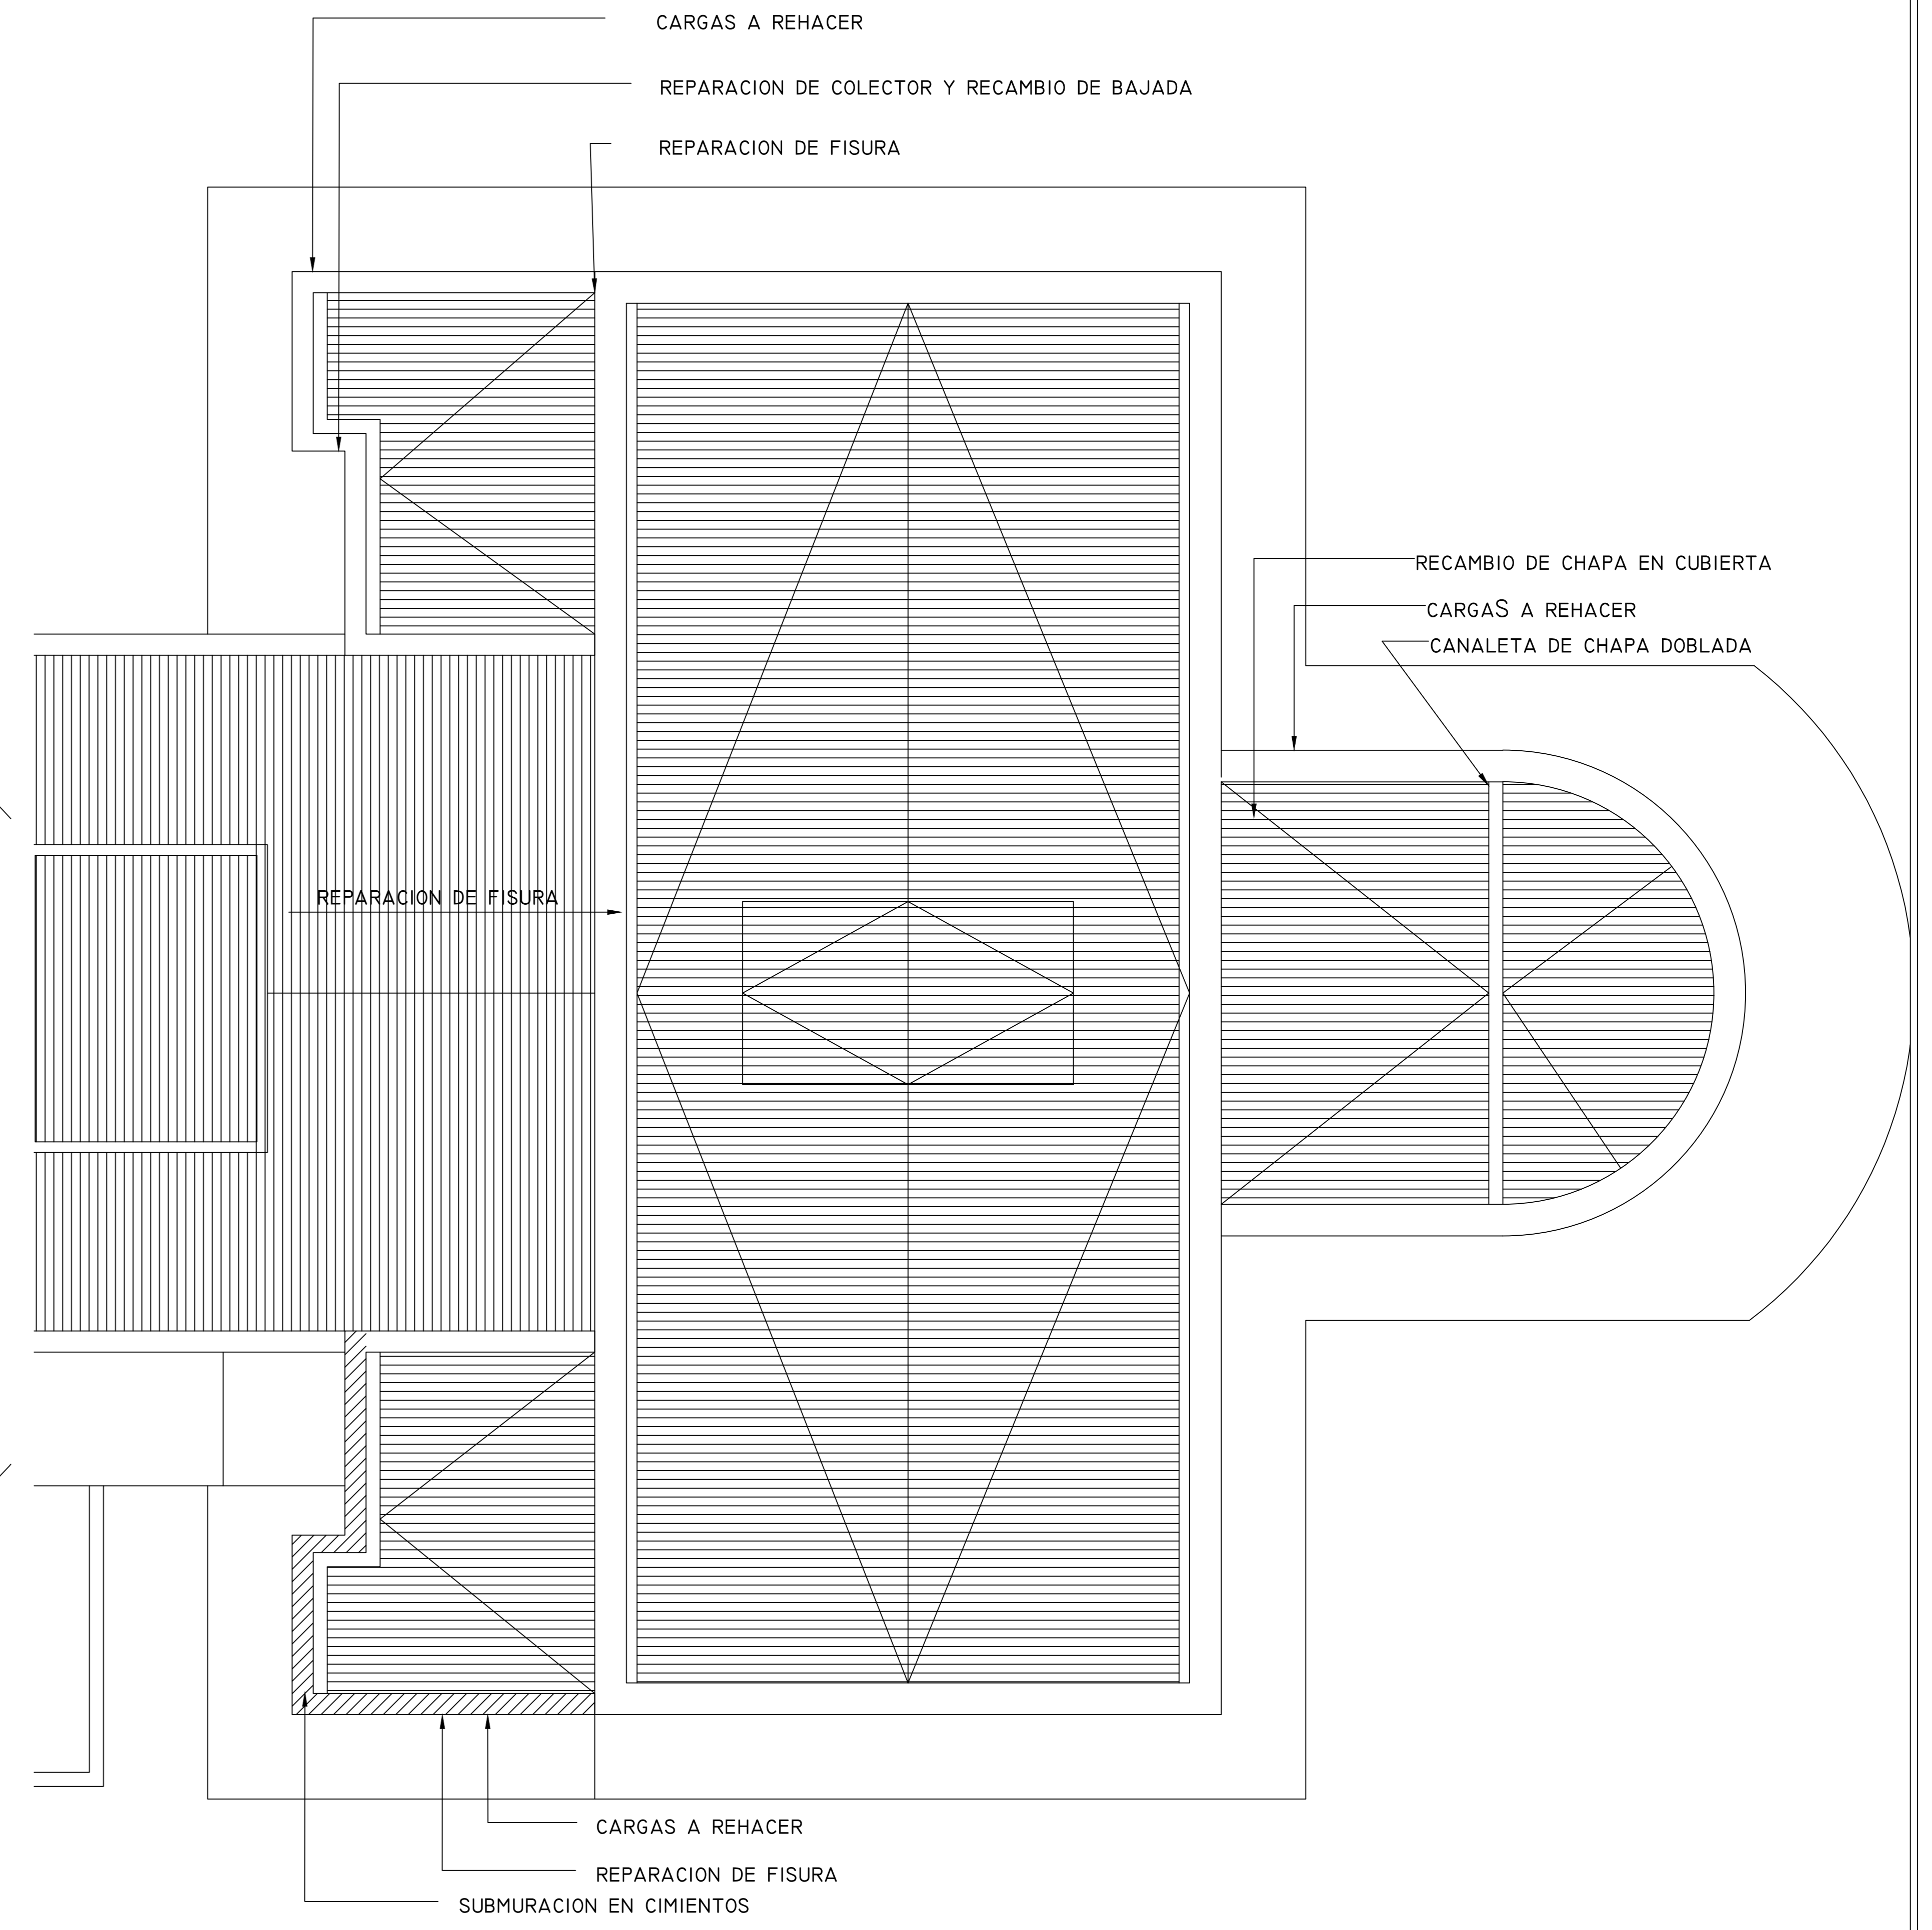 CARGAS A REHACER
REPARACION DE COLECTOR Y RECAMBIO DE BAJADA
REPARACION DE FISURA
RECAMBIO DE CHAPA EN CUBIERTA
CARGAS A REHACER
CANALETA DE CHAPA DOBLADA
REPARACION DE FISURA
CARGAS A REHACER
REPARACION DE FISURA
SUBMURACION EN CIMIENTOS